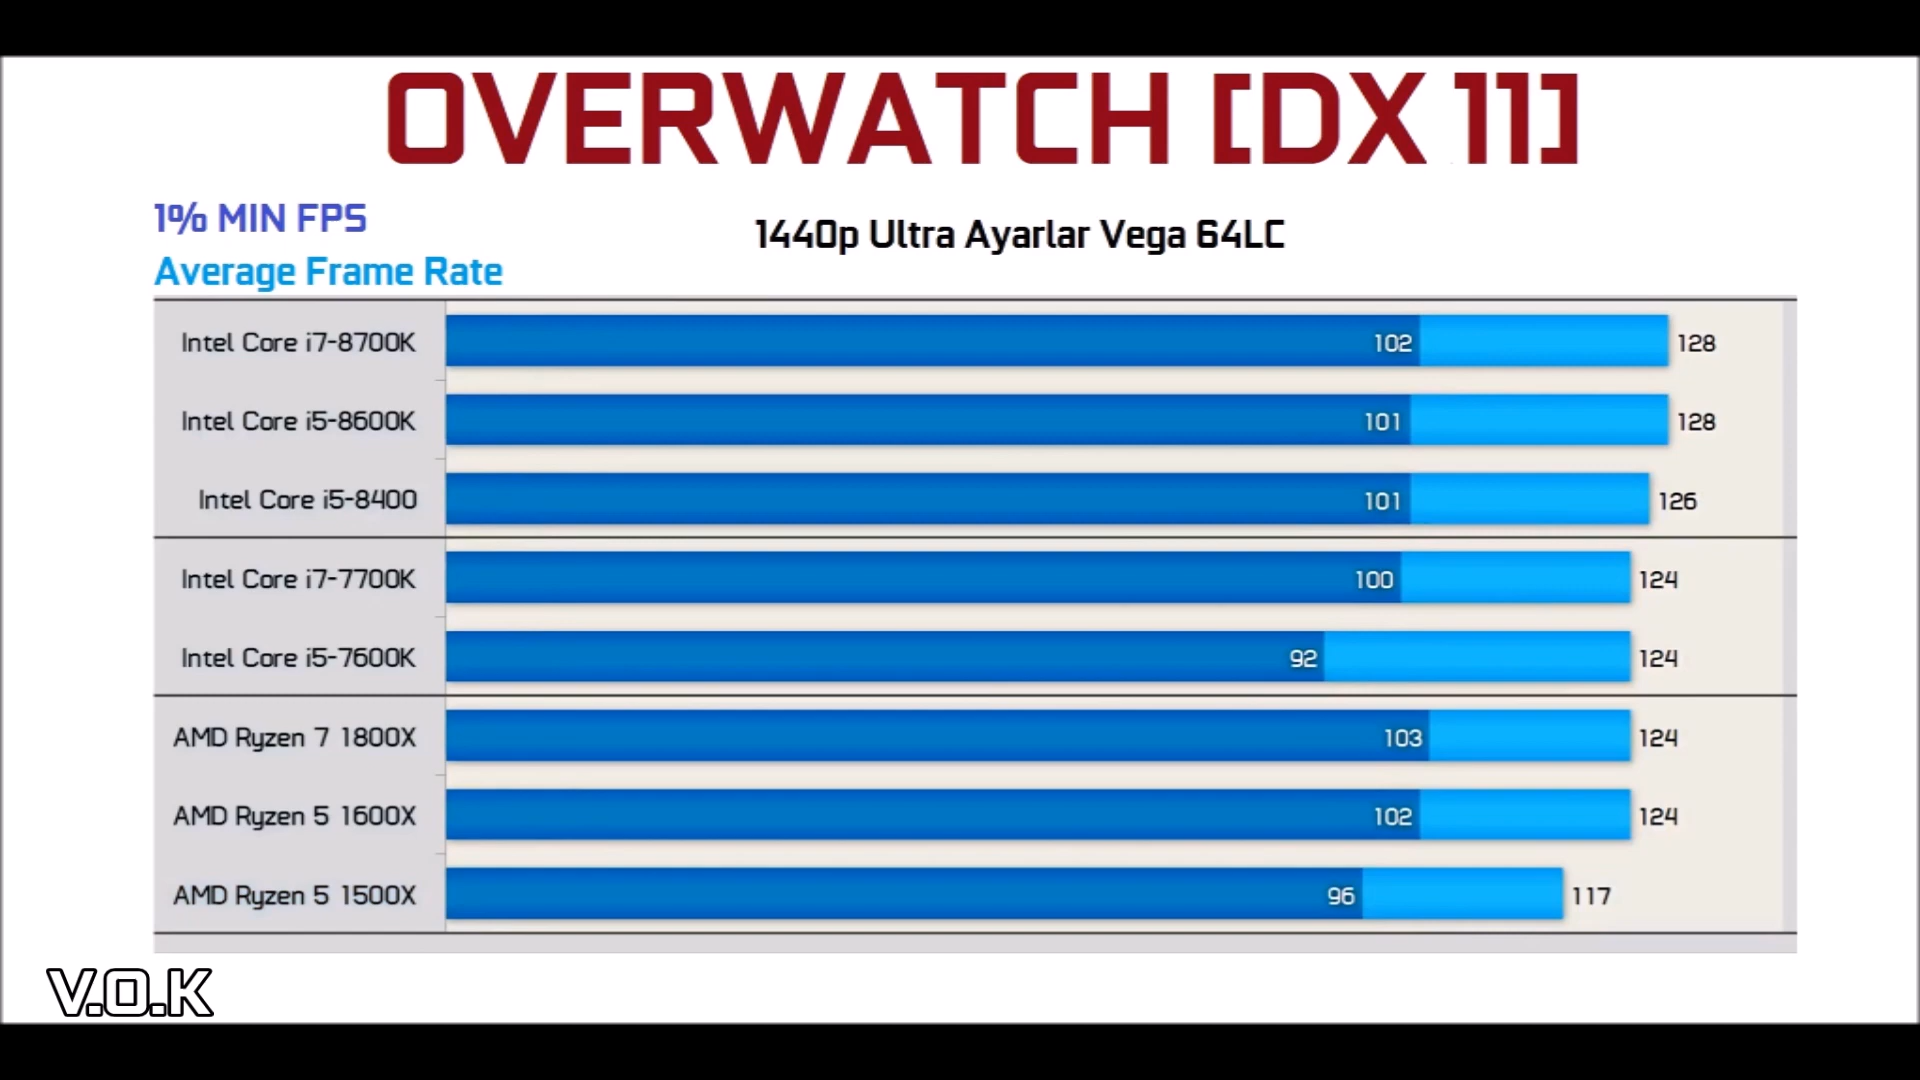 OVERWATCH [DX 11]
1% MIN FPS
1440p Ultra Ayarlar Vega 64LC
Average Frame Rate
Intel Core i7-8700K 102 128
Intel Core i5-8600K 101 128
Intel Core i5-8400 101 126
Intel Core i7-7700K 100 124
Intel Core i5-7600K 92 124
AMD Ryzen 7 1800X 103 124
AMD Ryzen 5 1600X 102 124
AMD Ryzen 5 1500X 96 117
V.O.K